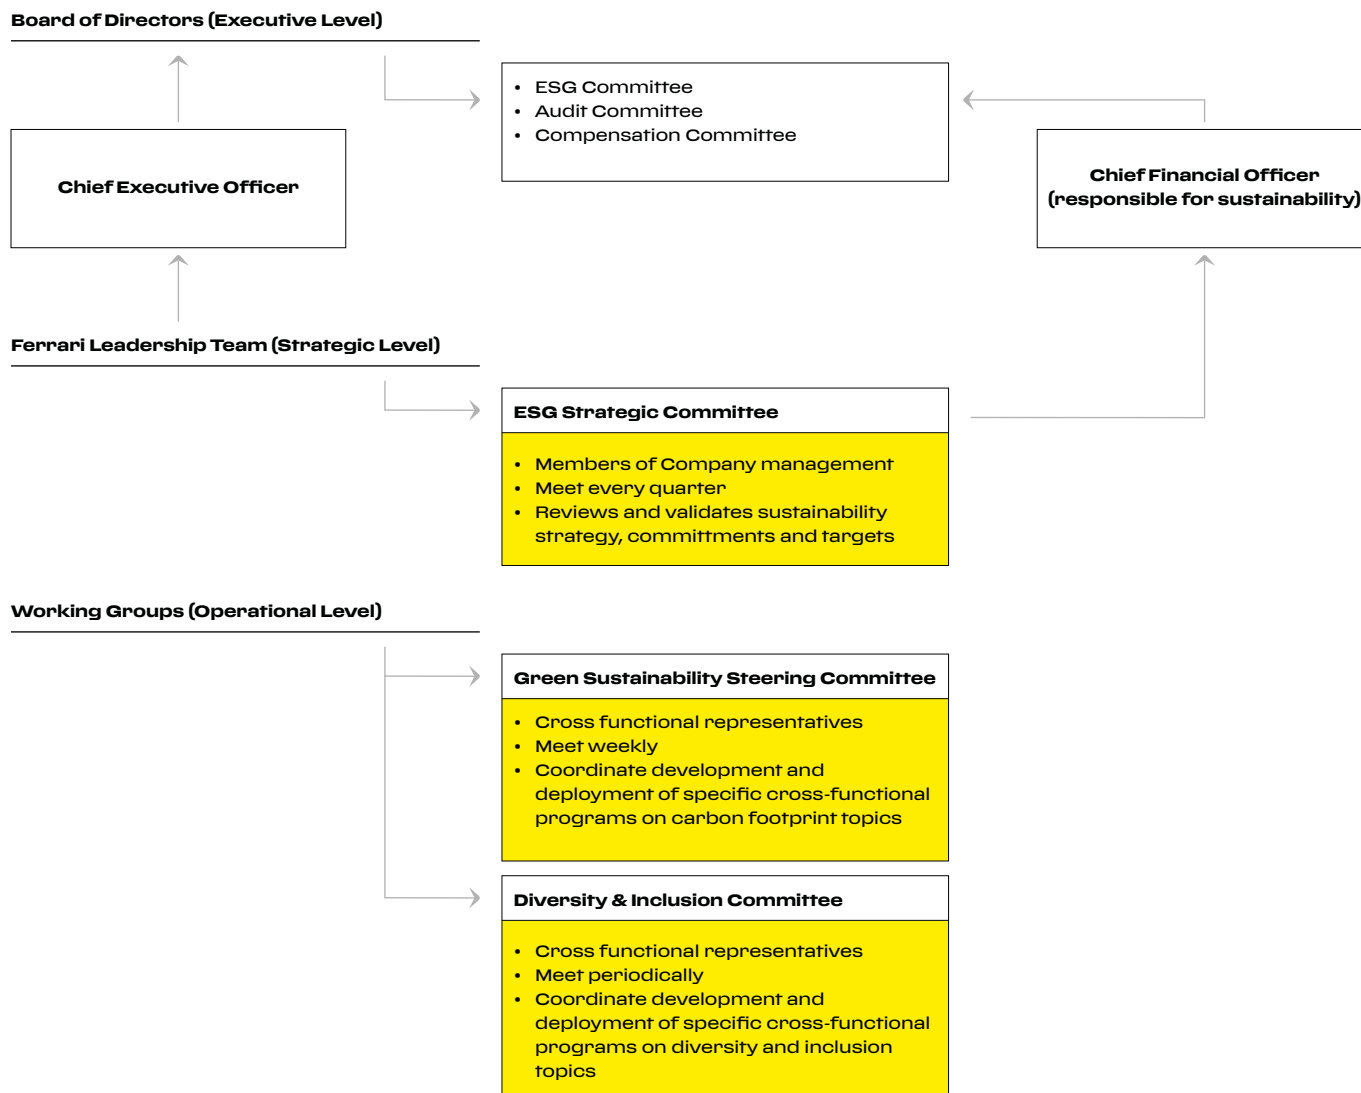 Board of Directors (Executive Level)
• ESG Committee
• Audit Committee
• Compensation Committee
Chief Executive Officer
Chief Financial Officer
(responsible for sustainability)
Ferrari Leadership Team (Strategic Level)
ESG Strategic Committee
• Members of Company management
• Meet every quarter
• Reviews and validates sustainability
strategy, committments and targets
Working Groups (Operational Level)
Green Sustainability Steering Committee
• Cross functional representatives
• Meet weekly
• Coordinate development and
deployment of specific cross-functional
programs on carbon footprint topics
Diversity & Inclusion Committee
• Cross functional representatives
• Meet periodically
• Coordinate development and
deployment of specific cross-functional
programs on diversity and inclusion
topics